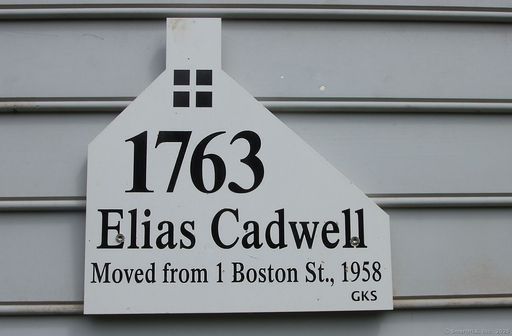 1763
Elias Cadwell
Moved from 1 Boston St., 1958
GKS